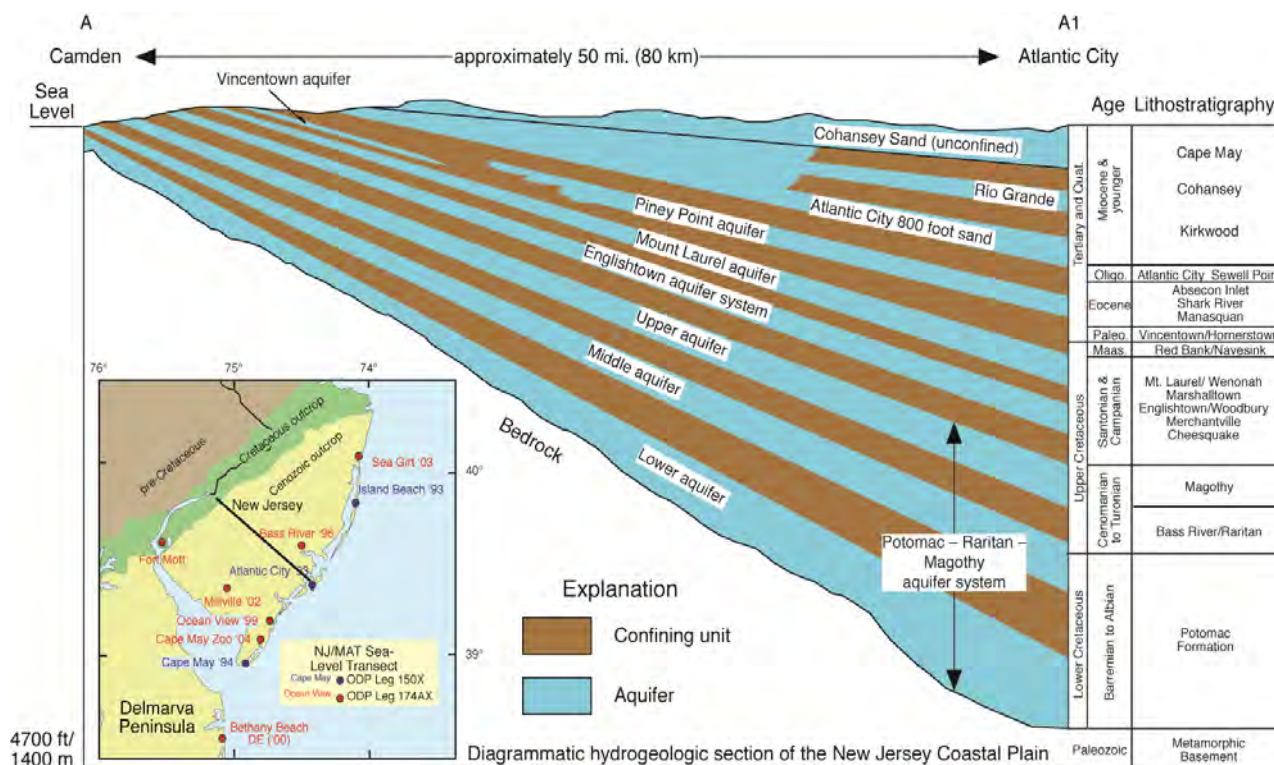 A
A1
Camden
approximately 50 mi. (80 km)
Atlantic City
Vincentown aquifer
Sea
Level
Age
Lithostratigraphy
Cohansey Sand (unconfined)
Rio Grande
Atlantic City 800 foot sand
Piney Point aquifer
Mount Laurel aquifer
Englishtown aquifer system
Upper aquifer
Middle aquifer
Lower aquifer
Bedrock
Potomac – Raritan –
Magothy
aquifer system
Tertiary and Quat.
Miocene &
younger
Cape May
Cohansey
Kirkwood
Oligo.
Atlantic City Sewell Poin
Eocene
Absecon Inlet
Shark River
Manasquan
Paleo.
Vincentown/Hornerstown
Upper Cretaceous
Maas.
Red Bank/Navesink
Santonian &
Campanian
Mt. Laurel/ Wenonah
Marshalltown
Englishtown/Woodbury
Merchantville
Cheesquake
Cenomanian
to Turonian
Magothy
Bass River/Raritan
Lower Cretaceous
Barremian to Albian
Potomac
Formation
Paleozoic
Metamorphic
Basement
76°
75°
74°
40°
39°
pre-Cretaceous
Cretaceous outcrop
Cenozoic outcrop
New Jersey
Sea Girt '03
Island Beach '93
Bass River '96
Fort Mott
Atlantic City '93
Millville '02
Ocean View '99
Cape May Zoo '04
Cape May '94
NJ/MAT Sea-
Level Transect
Cape May ODP Leg 150X
Ocean View ODP Leg 174AX
Delmarva
Peninsula
Bethany Beach
DE ('00)
Explanation
Confining unit
Aquifer
4700 ft/
1400 m
Diagrammatic hydrogeologic section of the New Jersey Coastal Plain